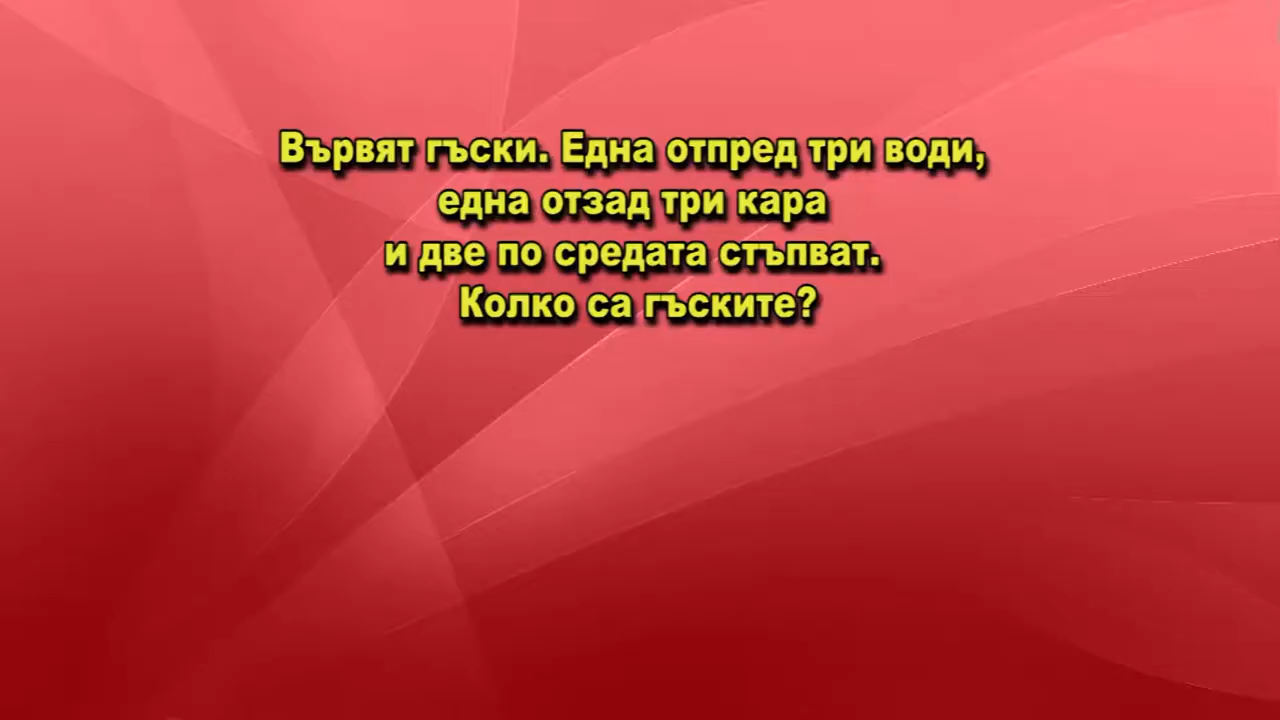 Вървят гъски. Една отпред три води,
една отзад три кара
и две по средата стъпват.
Колко са гъските?